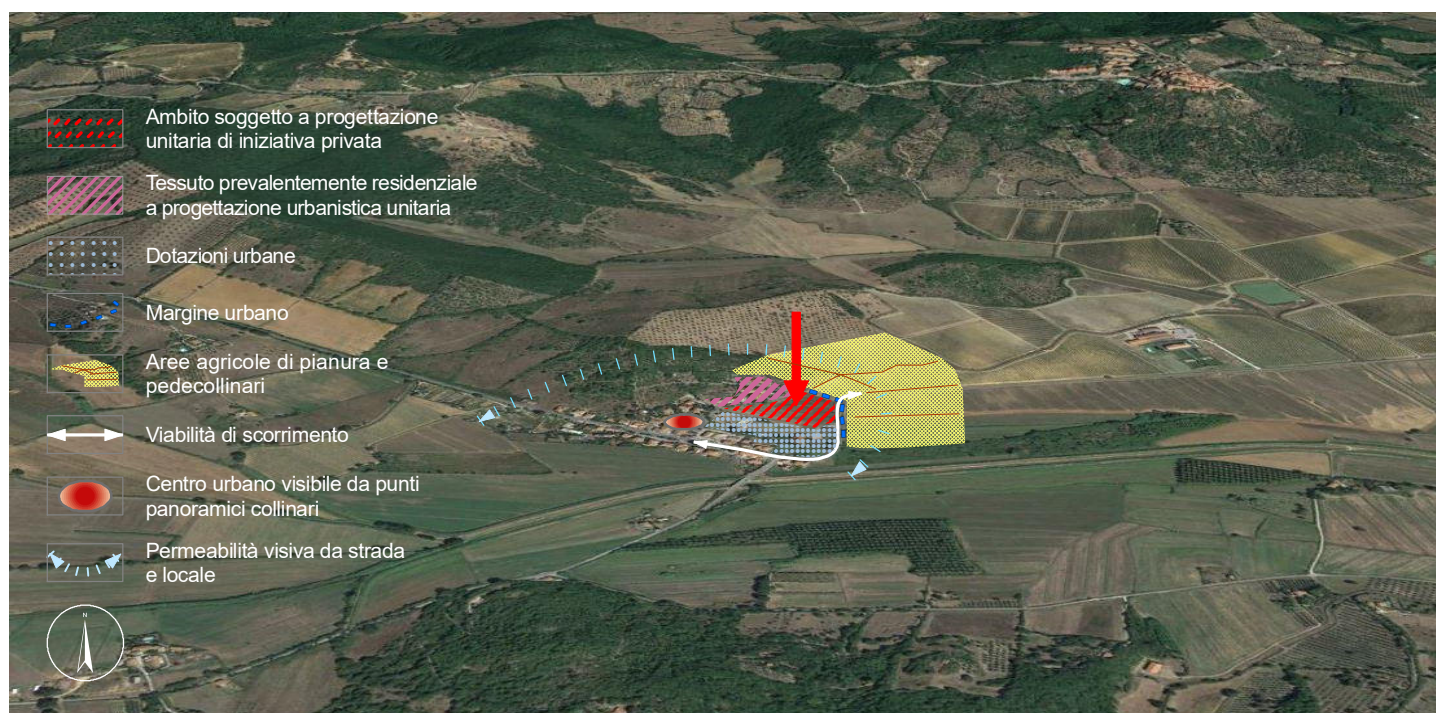 Ambito soggetto a progettazione
unitaria di iniziativa privata
Tessuto prevalentemente residenziale
a progettazione urbanistica unitaria
Dotazioni urbane
Margine urbano
Aree agricole di pianura e
pedecollinari
Viabilità di scorrimento
Centro urbano visibile da punti
panoramici collinari
Permeabilità visiva da strada
e locale
N